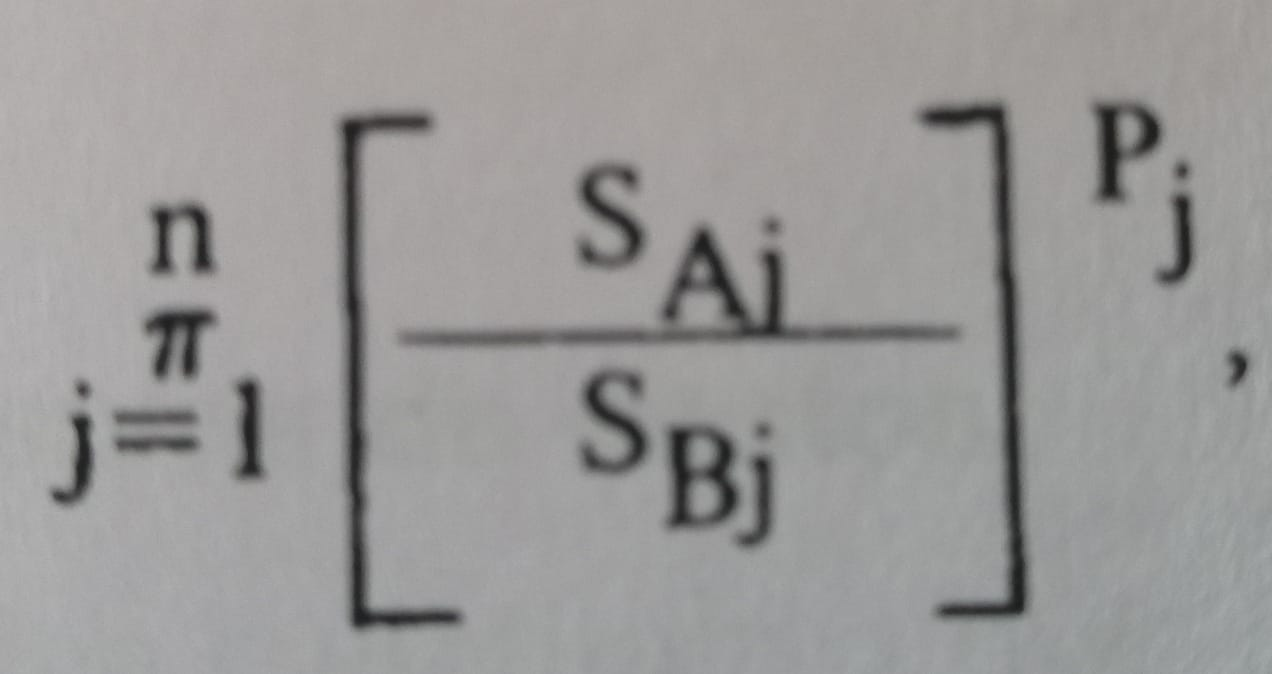 n
π
j=1 [ S_Aj / S_Bj ] P_j ,